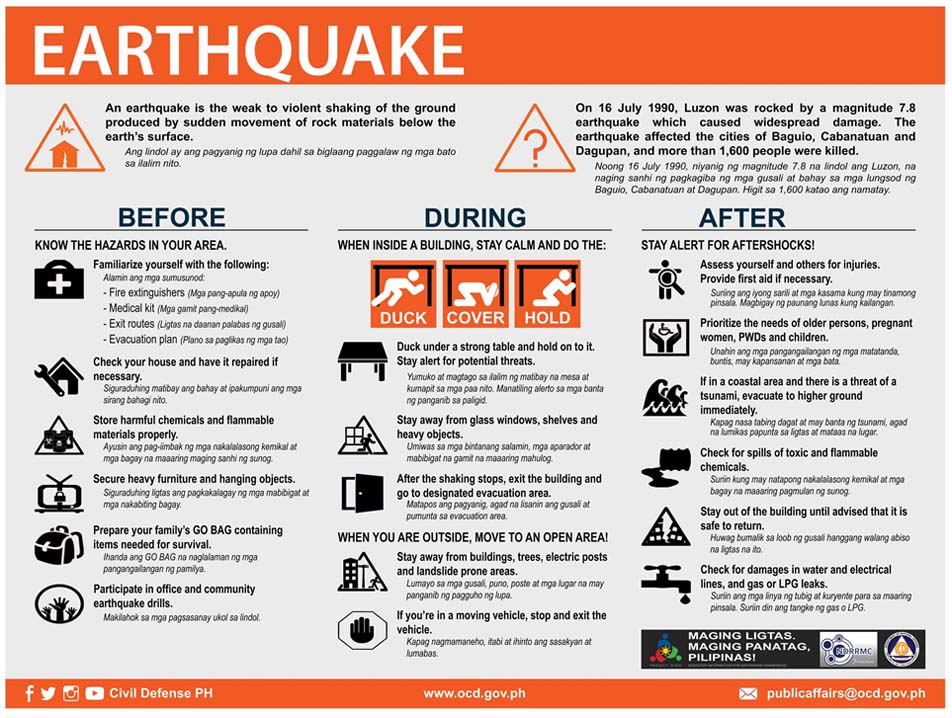 EARTHQUAKE
An earthquake is the weak to violent shaking of the ground
produced by sudden movement of rock materials below the
earth's surface.
Ang lindol ay ang pagyanig ng lupa dahil sa biglaang paggalaw ng mga bato
sa ilalim nito.
On 16 July 1990, Luzon was rocked by a magnitude 7.8
earthquake which caused widespread damage. The
earthquake affected the cities of Baguio, Cabanatuan and
Dagupan, and more than 1,600 people were killed.
Noong 16 July 1990, niyanig ng magnitude 7.8 na lindol ang Luzon, na
naging sanhi ng pagkagiba ng mga gusali at bahay sa mga lungsod ng
Baguio, Cabanatuan at Dagupan. Higit sa 1,600 katao ang namatay.
BEFORE
KNOW THE HAZARDS IN YOUR AREA.
Familiarize yourself with the following:
Alamin ang mga sumusunod:
- Fire extinguishers (Mga pang-apula ng apoy)
- Medical kit (Mga gamit pang-medikal)
- Exit routes (Ligtas na daanan palabas ng gusali)
- Evacuation plan (Plano sa paglikas ng mga tao)
Check your house and have it repaired if
necessary.
Siguraduhing matibay ang bahay at ipakumpuni ang mga
sirang bahagi nito.
Store harmful chemicals and flammable
materials properly.
Ayusin ang pag-iimbak ng mga nakalalasong kemikal at
mga bagay na maaaring maging sanhi ng sunog.
Secure heavy furniture and hanging objects.
Siguraduhing ligtas ang pagkakalagay ng mga mabibigat at
mga nakabiting bagay.
Prepare your family's GO BAG containing
items needed for survival.
Ihanda ang GO BAG na naglalaman ng mga
pangangailangan ng pamilya.
Participate in office and community
earthquake drills.
Makilahok sa mga pagsasanay ukol sa lindol.
DURING
WHEN INSIDE A BUILDING, STAY CALM AND DO THE:
DUCK COVER HOLD
Duck under a strong table and hold on to it.
Stay alert for potential threats.
Yumuko at magtago sa ilalim ng matibay na mesa at
kumapit sa mga paa nito. Manatiling alerto sa mga banta
ng panganib sa paligid.
Stay away from glass windows, shelves and
heavy objects.
Umiwas sa mga bintanang salamin, mga aparador at
mabibigat na gamit na maaaring mahulog.
After the shaking stops, exit the building and
go to designated evacuation area.
Matapos ang pagyanig, agad na lisanin ang gusali at
pumunta sa evacuation area.
WHEN YOU ARE OUTSIDE, MOVE TO AN OPEN AREA!
Stay away from buildings, trees, electric posts
and landslide prone areas.
Lumayo sa mga gusali, puno, poste at mga lugar na may
panganib ng pagguho ng lupa.
If you're in a moving vehicle, stop and exit the
vehicle.
Kapag nagmamaneho, itabi at ihinto ang sasakyan at
lumabas.
AFTER
STAY ALERT FOR AFTERSHOCKS!
Assess yourself and others for injuries.
Provide first aid if necessary.
Suriing ang iyong sarili at mga kasama kung may tinamong
pinsala. Magbigay ng paunang lunas kung kailangan.
Prioritize the needs of older persons, pregnant
women, PWDs and children.
Unahin ang mga pangangailangan ng mga matatanda,
buntis, may kapansanan at mga bata.
If in a coastal area and there is a threat of a
tsunami, evacuate to higher ground
immediately.
Kapag nasa tabing dagat at may banta ng tsunami, agad
na lumikas papunta sa ligtas at mataas na lugar.
Check for spills of toxic and flammable
chemicals.
Suriin kung may natapong nakalalasong kemikal at mga
bagay na maaaring pagmulan ng sunog.
Stay out of the building until advised that it is
safe to return.
Huwag bumalik sa loob ng gusali hanggang walang abiso
na ligtas na ito.
Check for damages in water and electrical
lines, and gas or LPG leaks.
Suriin ang mga linya ng tubig at kuryente para sa maaring
pinsala. Suriin din ang tangke ng gas o LPG.
PROJECT DINA
MAGING LIGTAS.
MAGING PANATAG,
PILIPINAS!
NDRRMC
Civil Defense PH
www.ocd.gov.ph
publicaffairs@ocd.gov.ph